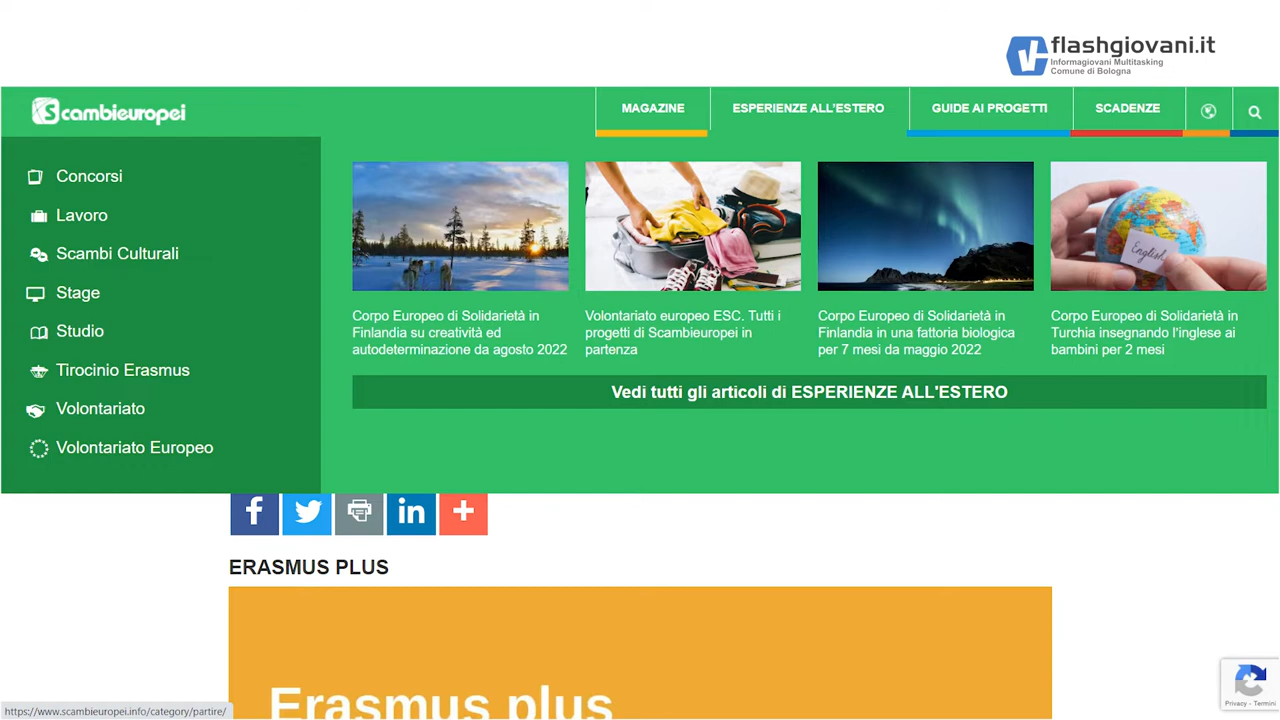 flashgiovani.it
Informagiovani Multitasking
Comune di Bologna
Scambieuropei
MAGAZINE
ESPERIENZE ALL'ESTERO
GUIDE AI PROGETTI
SCADENZE
Concorsi
Lavoro
Scambi Culturali
Stage
Studio
Tirocinio Erasmus
Volontariato
Volontariato Europeo
Corpo Europeo di Solidarietà in
Finlandia su creatività ed
autodeterminazione da agosto 2022
Volontariato europeo ESC. Tutti i
progetti di Scambieuropei in
partenza
Corpo Europeo di Solidarietà in
Finlandia in una fattoria biologica
per 7 mesi da maggio 2022
English
Corpo Europeo di Solidarietà in
Turchia insegnando l'inglese ai
bambini per 2 mesi
Vedi tutti gli articoli di ESPERIENZE ALL'ESTERO
ERASMUS PLUS
Erasmus plus
https://www.scambieuropei.info/category/partire/
Privacy - Termini